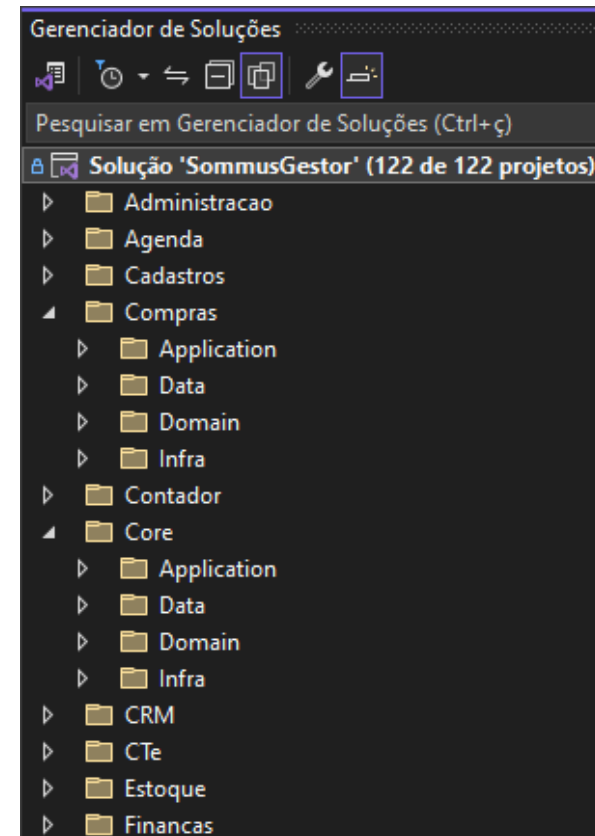 Gerenciador de Soluções
Pesquisar em Gerenciador de Soluções (Ctrl+ç)
Solução 'SommusGestor' (122 de 122 projetos)
Administracao
Agenda
Cadastros
Compras
Application
Data
Domain
Infra
Contador
Core
Application
Data
Domain
Infra
CRM
CTe
Estoque
Financas